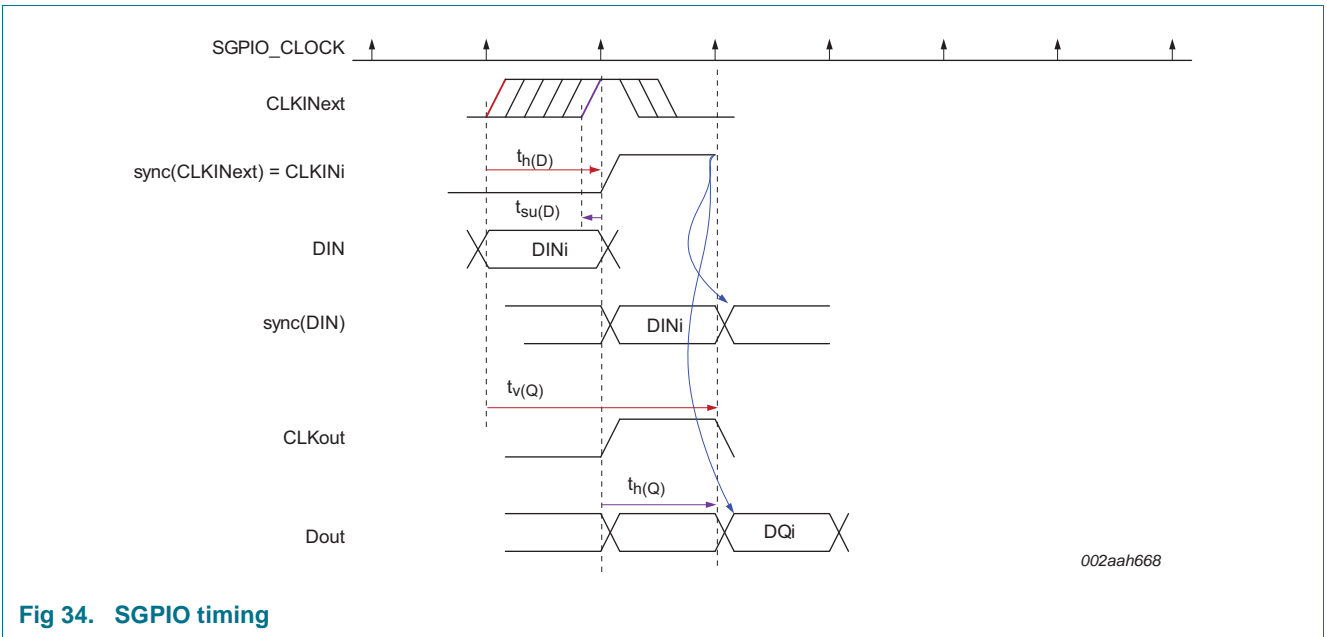 SGPIO_CLOCK
CLKINext
sync(CLKINext) = CLKINi
th(D)
tsu(D)
DIN
DINi
sync(DIN)
DINi
tv(Q)
CLKout
th(Q)
Dout
DQi
002aah668
Fig 34. SGPIO timing